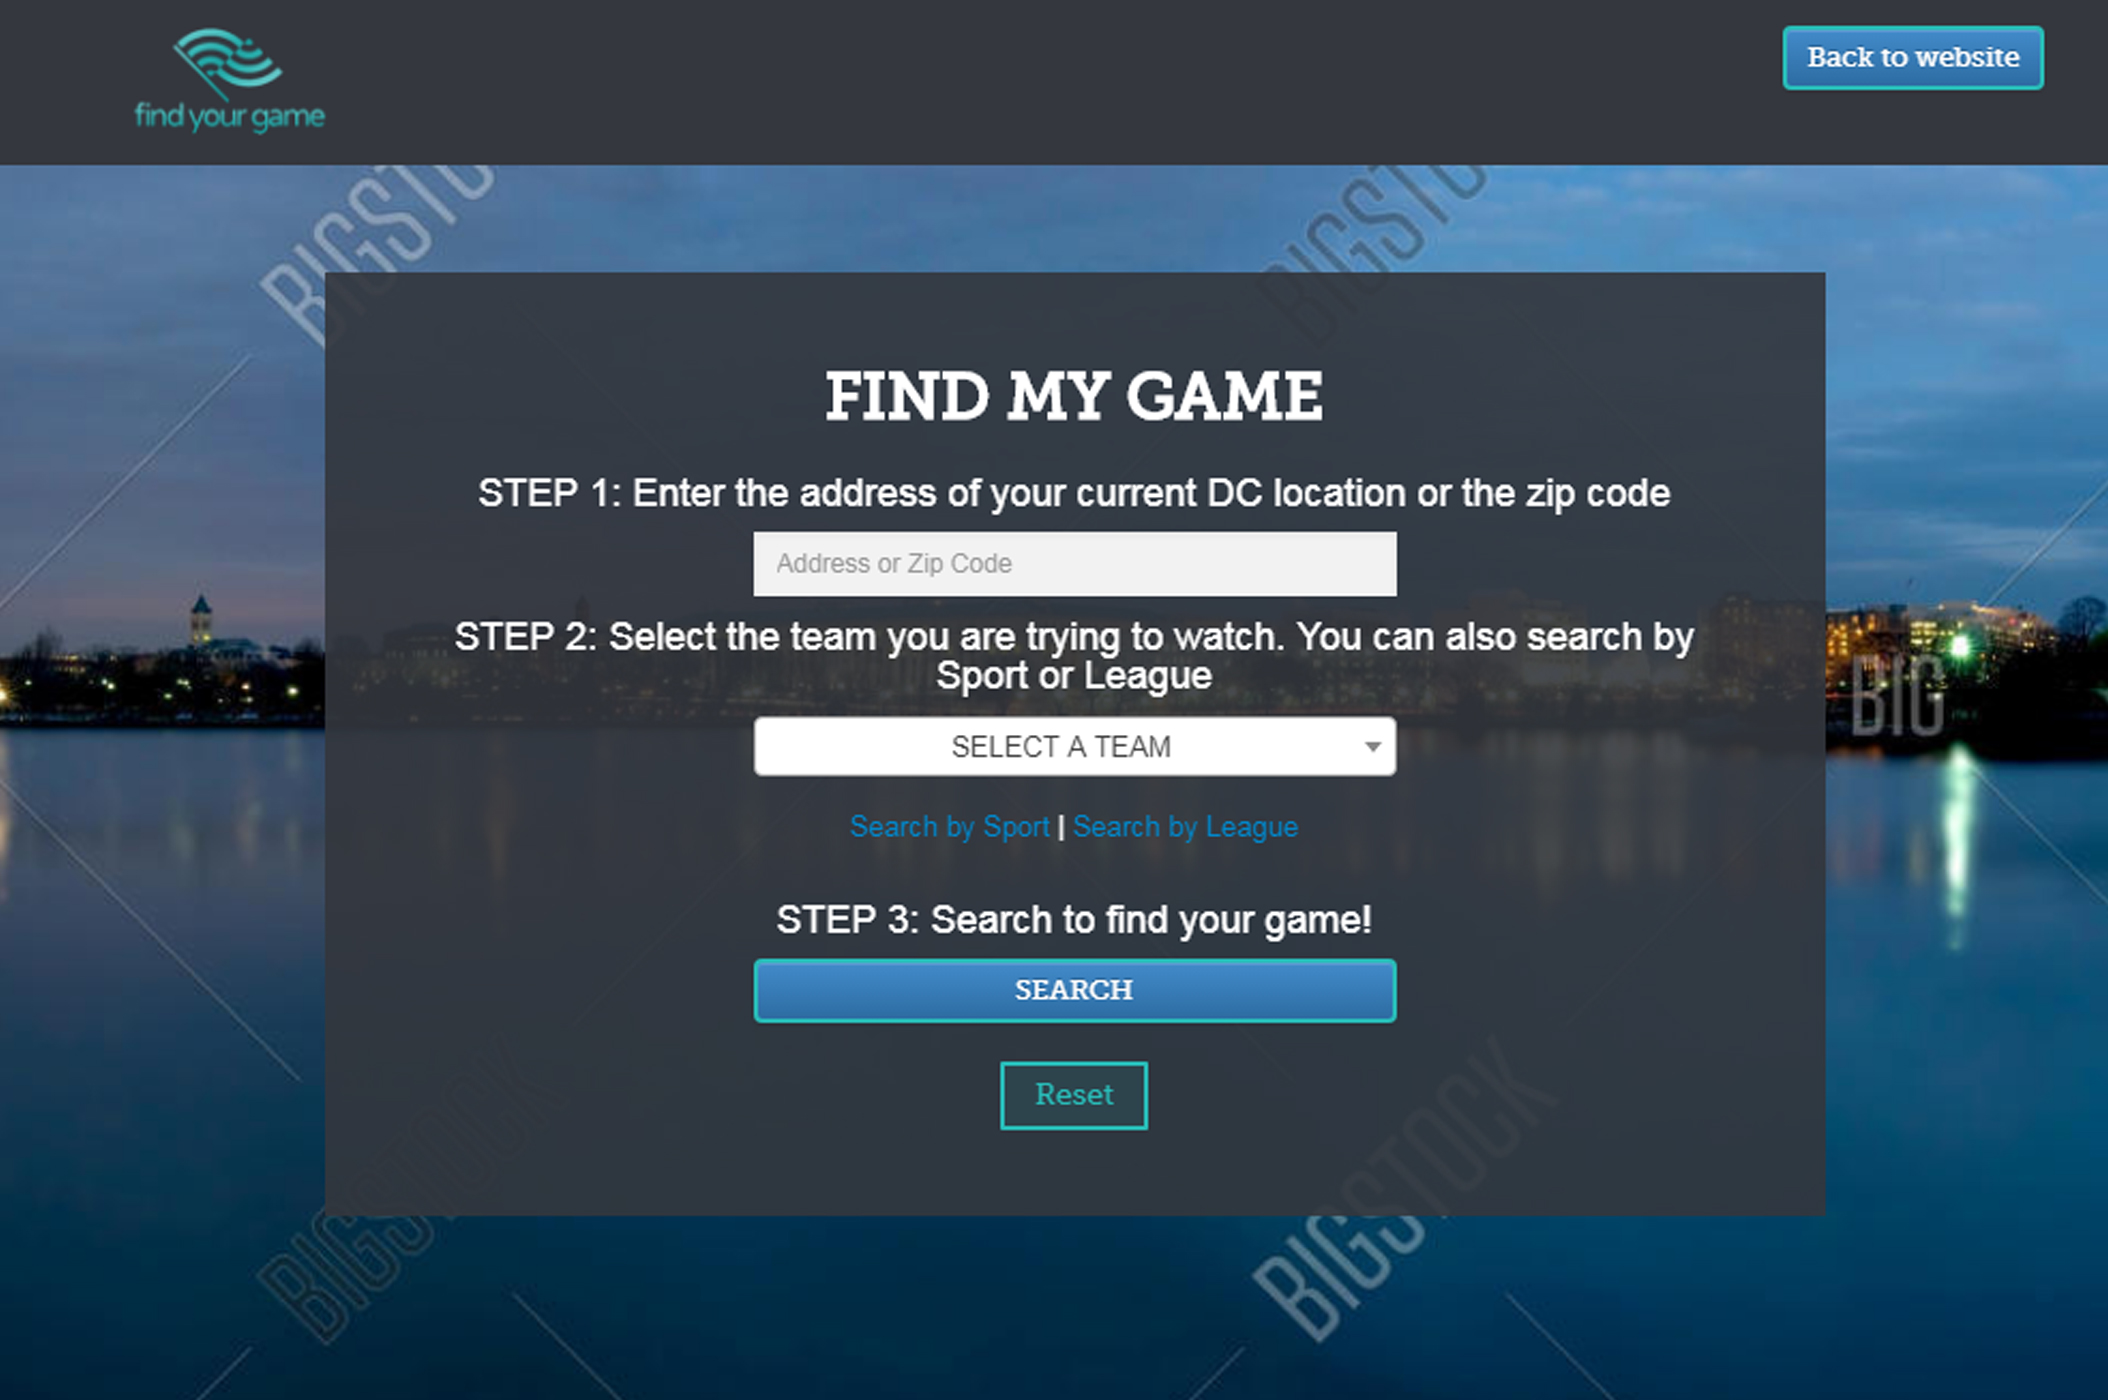 find your game
Back to website
BIGSTO
BIGSTO
FIND MY GAME
STEP 1: Enter the address of your current DC location or the zip code
Address or Zip Code
STEP 2: Select the team you are trying to watch. You can also search by
Sport or League
BIG
SELECT A TEAM
Search by Sport | Search by League
STEP 3: Search to find your game!
SEARCH
Reset
BIGSTOCK
BIGSTOCK